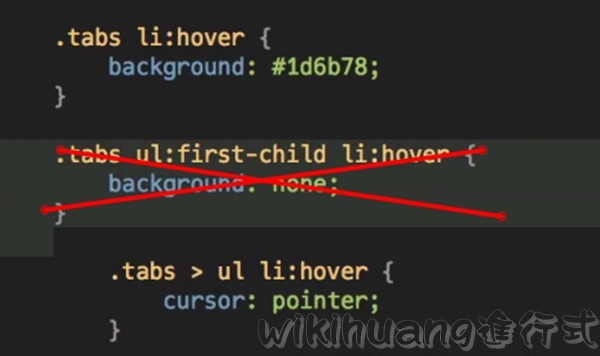 .tabs li:hover {
background: #1d6b78;
}
.tabs ul:first-child li:hover {
background: none;
}
.tabs > ul li:hover {
cursor: pointer;
}
wikihuang進行式